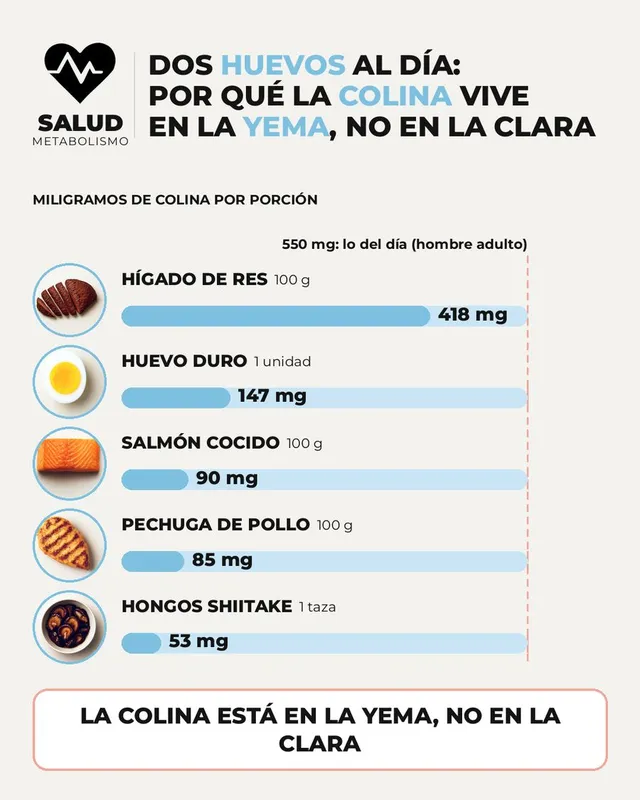 SALUD
METABOLISMO
DOS HUEVOS AL DÍA:
POR QUÉ LA COLINA VIVE
EN LA YEMA, NO EN LA CLARA
MILIGRAMOS DE COLINA POR PORCIÓN
550 mg: lo del día (hombre adulto)
HÍGADO DE RES 100 g
418 mg
HUEVO DURO 1 unidad
147 mg
SALMÓN COCIDO 100 g
90 mg
PECHUGA DE POLLO 100 g
85 mg
HONGOS SHIITAKE 1 taza
53 mg
LA COLINA ESTÁ EN LA YEMA, NO EN LA
CLARA